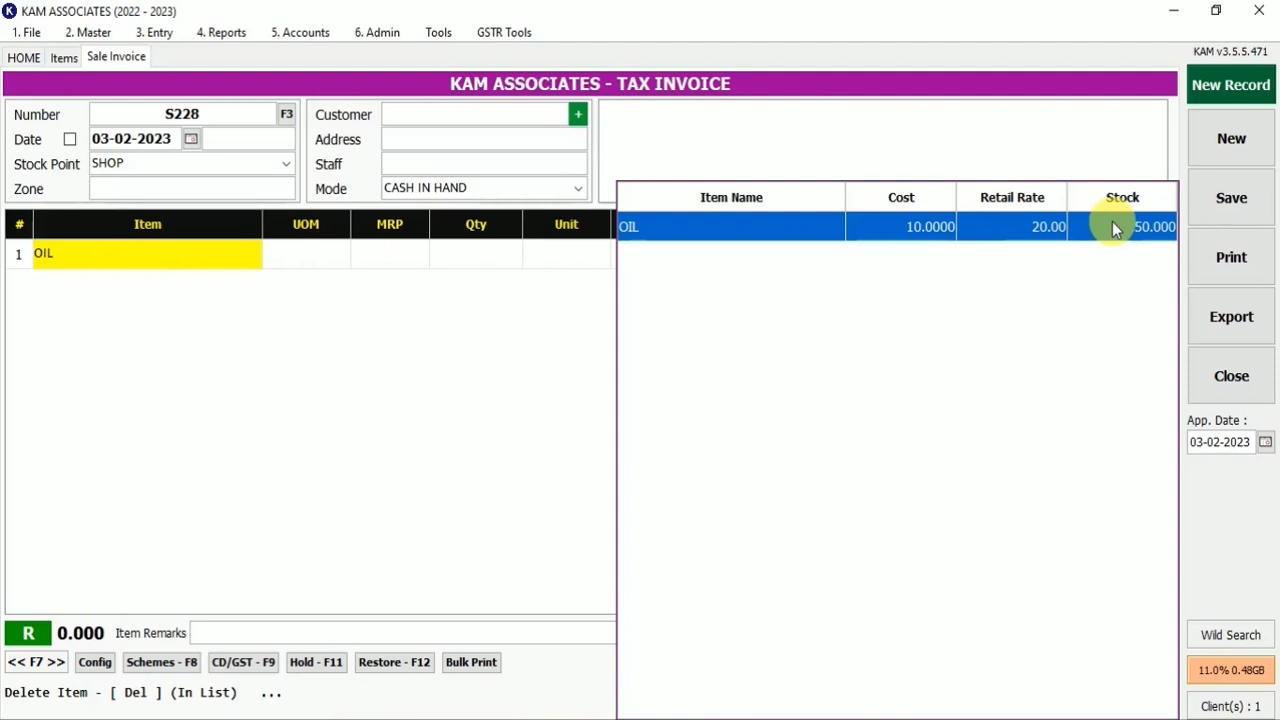 KAM ASSOCIATES (2022 - 2023)
1. File 2. Master 3. Entry 4. Reports 5. Accounts 6. Admin Tools GSTR Tools
HOME Items Sale Invoice
KAM v3.5.5.471
KAM ASSOCIATES - TAX INVOICE
New Record
Number S228 F3
Date 03-02-2023
Stock Point SHOP
Zone
Customer +
Address
Staff
Mode CASH IN HAND
New
Save
Print
Export
Close
App. Date :
03-02-2023
# Item UOM MRP Qty Unit
1 OIL
Item Name Cost Retail Rate Stock
OIL 10.0000 20.00 50.000
R 0.000 Item Remarks
<< F7 >> Config Schemes - F8 CD/GST - F9 Hold - F11 Restore - F12 Bulk Print
Delete Item - [ Del ] (In List) ...
Wild Search
11.0% 0.48GB
Client(s) : 1